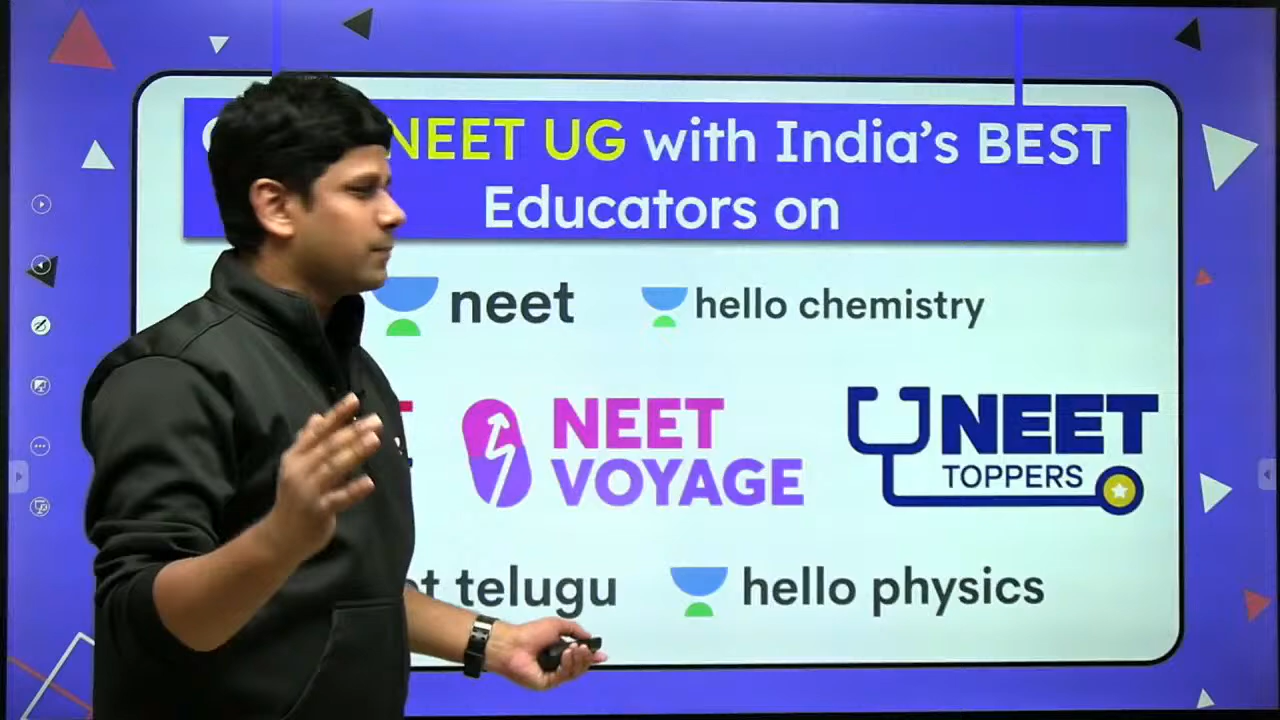 NEET UG with India's BEST
Educators on
neet
hello chemistry
NEET
VOYAGE
NEET
TOPPERS
telugu
hello physics